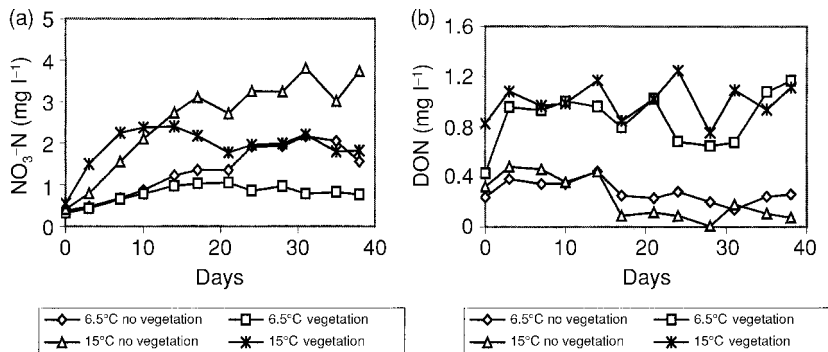 (a)
5
4
3
2
1
0
NO₃-N (mg l⁻¹)
0 10 20 30 40
Days
6.5°C no vegetation 6.5°C vegetation
15°C no vegetation 15°C vegetation
(b)
1.6
1.2
0.8
0.4
0
DON (mg l⁻¹)
0 10 20 30 40
Days
6.5°C no vegetation 6.5°C vegetation
15°C no vegetation 15°C vegetation